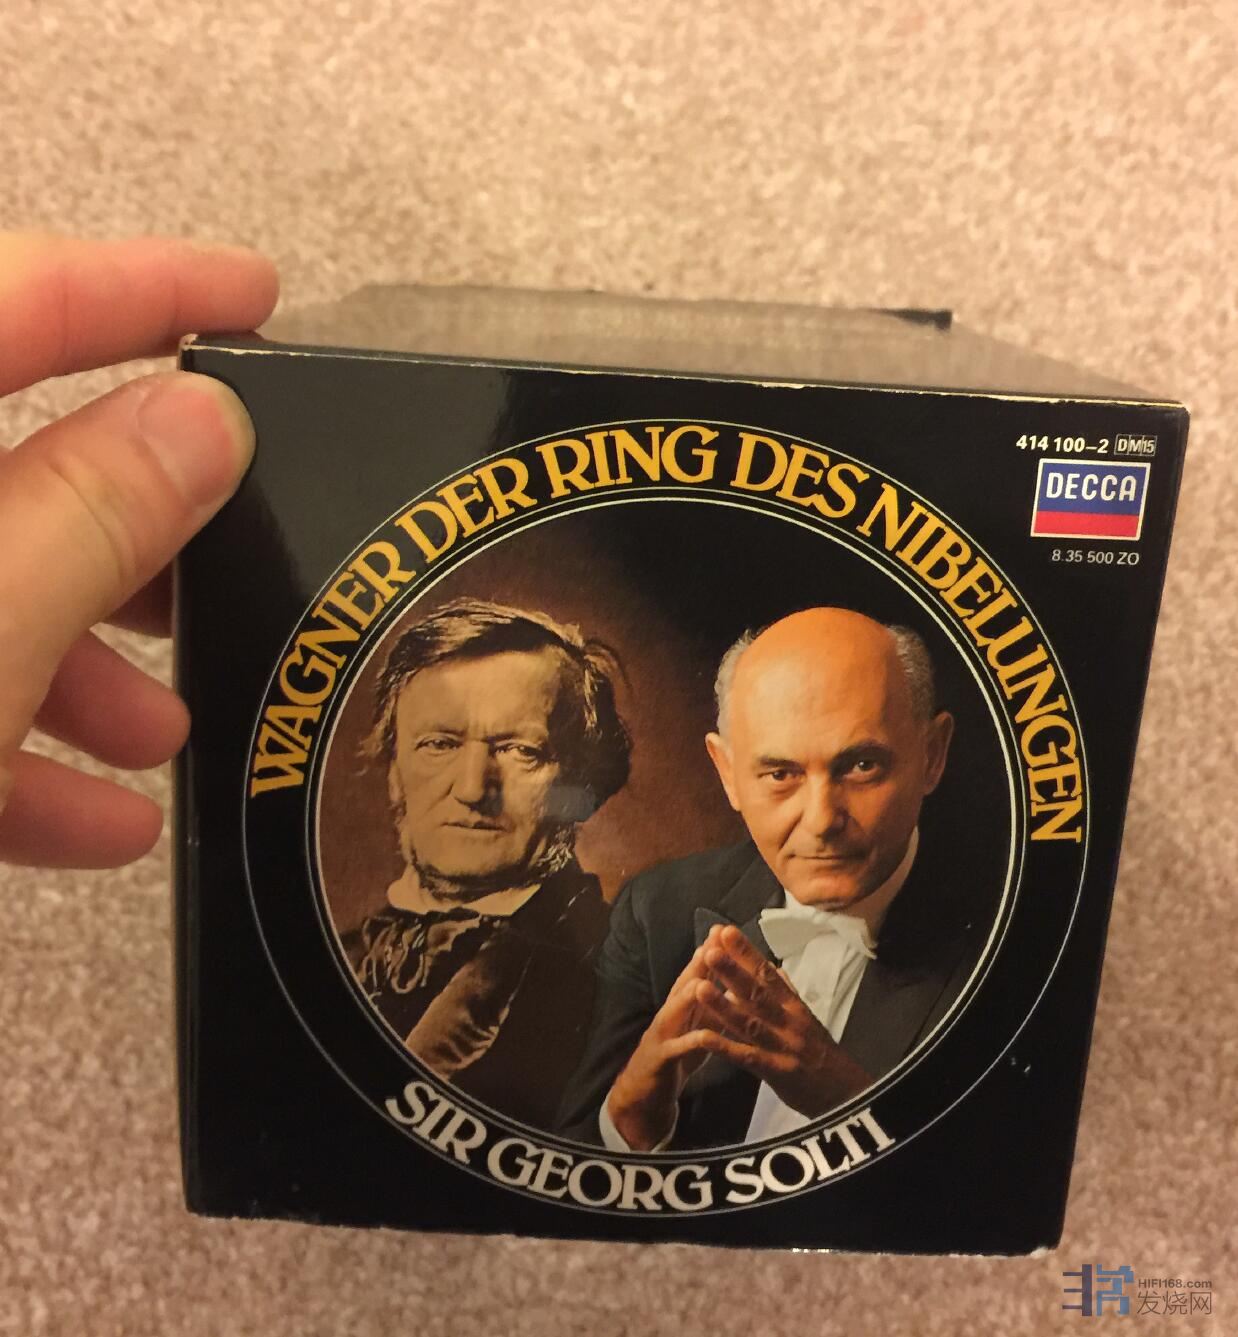 414 100–2 DM15
DECCA
8.35 500 ZO
WAGNER DER RING DES NIBELUNGEN
SIR GEORG SOLTI
HIFI168.com
发烧网